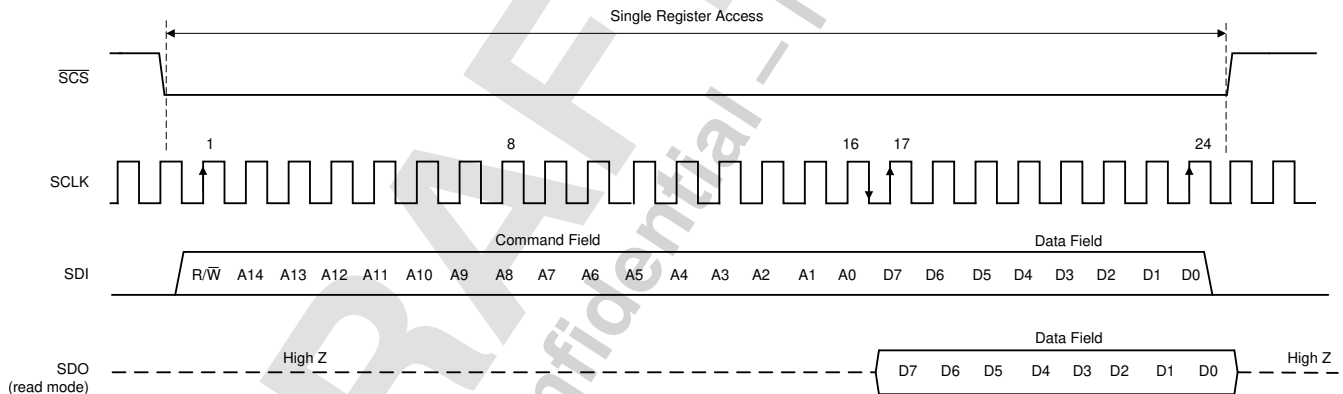 Single Register Access
SCS
1 8 16 17 24
SCLK
Command Field Data Field
SDI R/W A14 A13 A12 A11 A10 A9 A8 A7 A6 A5 A4 A3 A2 A1 A0 D7 D6 D5 D4 D3 D2 D1 D0
Data Field
High Z High Z
SDO D7 D6 D5 D4 D3 D2 D1 D0
(read mode)
RAF
nfidential –